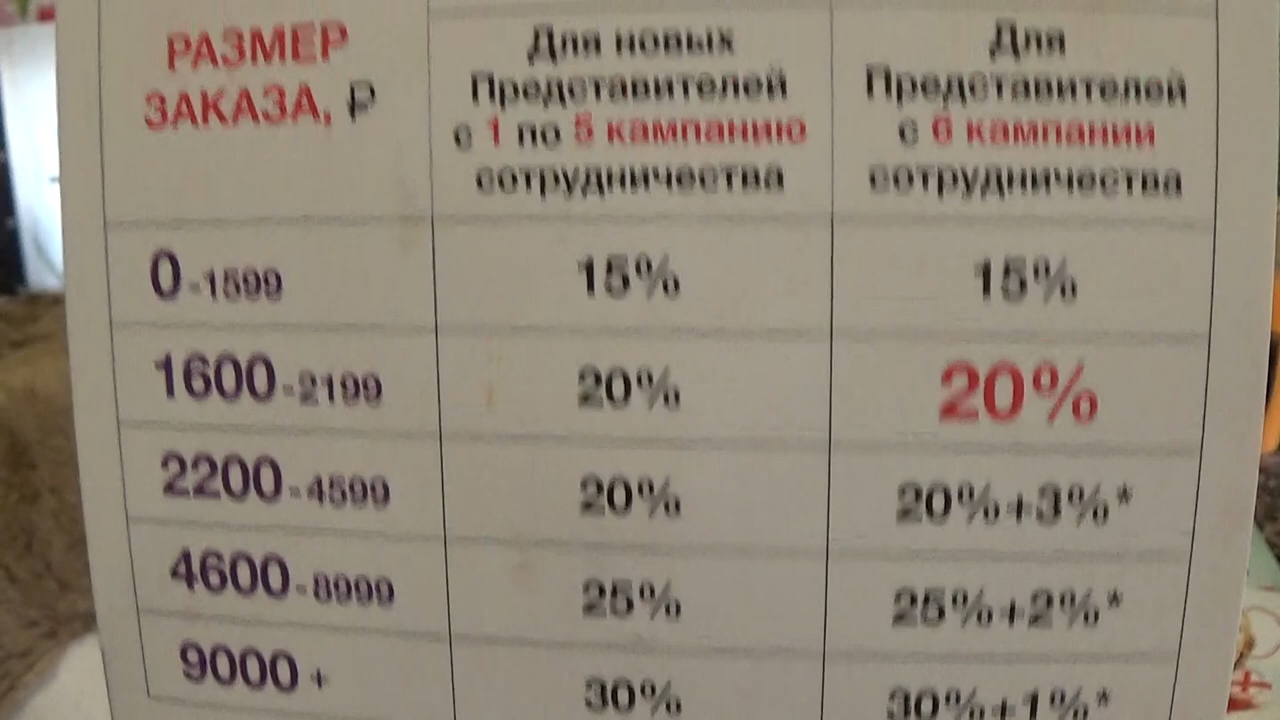 РАЗМЕР
ЗАКАЗА, ₽
Для новых
Представителей
с 1 по 5 кампанию
сотрудничества
Для
Представителей
с 6 кампании
сотрудничества
0-1599
15%
15%
1600-2199
20%
20%
2200-4599
20%
20%+3%*
4600-8999
25%
25%+2%*
9000+
30%
30%+1%*